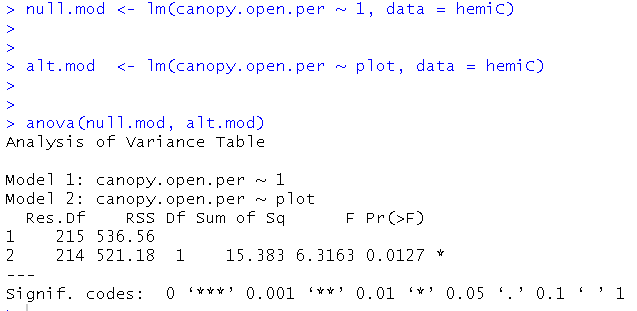 > null.mod <- lm(canopy.open.per ~ 1, data = hemiC)
>
>
> alt.mod  <- lm(canopy.open.per ~ plot, data = hemiC)
>
>
> anova(null.mod, alt.mod)
Analysis of Variance Table

Model 1: canopy.open.per ~ 1
Model 2: canopy.open.per ~ plot
  Res.Df    RSS Df Sum of Sq      F Pr(>F)
1    215 536.56
2    214 521.18  1    15.383 6.3163 0.0127 *
---
Signif. codes:  0 ‘***’ 0.001 ‘**’ 0.01 ‘*’ 0.05 ‘.’ 0.1 ‘ ’ 1